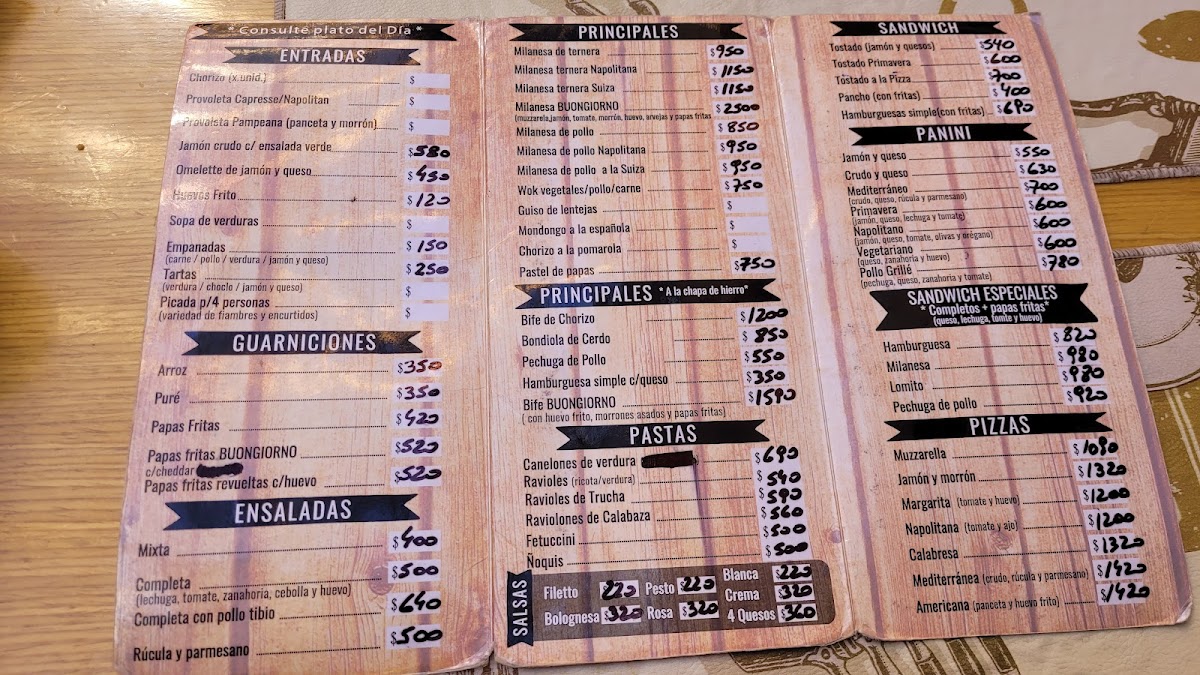 * Consulte plato del Día *
ENTRADAS
Chorizo (x.unid.) $
Provoleta Capresse/Napolitan $
Provoleta Pampeana (panceta y morrón) $
Jamón crudo c/ ensalada verde $580
Omelette de jamón y queso $450
Huevos Frito $120
Sopa de verduras $
Empanadas $150
(carne / pollo / verdura / jamón y queso)
Tartas $250
(verdura / choclo / jamón y queso)
Picada p/4 personas $
(variedad de fiambres y encurtidos) $
GUARNICIONES
Arroz $350
Puré $350
Papas Fritas $420
Papas fritas BUONGIORNO $520
c/cheddar
Papas fritas revueltas c/huevo $520
ENSALADAS
Mixta $400
Completa $500
(lechuga, tomate, zanahoria, cebolla y huevo)
Completa con pollo tibio $640
Rúcula y parmesano $500
PRINCIPALES
Milanesa de ternera $950
Milanesa ternera Napolitana $1150
Milanesa ternera Suiza $1150
Milanesa BUONGIORNO $2500
(muzzarela,jamón, tomate, morrón, huevo, arvejas y papas fritas
Milanesa de pollo $850
Milanesa de pollo Napolitana $950
Milanesa de pollo a la Suiza $950
Wok vegetales/pollo/carne $750
Guiso de lentejas $
Mondongo a la española $
Chorizo a la pomarola $
Pastel de papas $750
PRINCIPALES * A la chapa de hierro*
Bife de Chorizo $1200
Bondiola de Cerdo $850
Pechuga de Pollo $550
Hamburguesa simple c/queso $350
Bife BUONGIORNO $1590
( con huevo frito, morrones asados y papas fritas)
PASTAS
Canelones de verdura $690
Ravioles (ricota/verdura) $540
Ravioles de Trucha $590
Raviolones de Calabaza $560
Fetuccini $500
Ñoquis $500
SALSAS
Filetto 220 Pesto 220 Blanca 220
Bolognesa 320 Rosa $320 Crema 320
4 Quesos $360
SANDWICH
Tostado (jamón y quesos) $540
Tostado Primavera $600
Tostado a la Pizza $700
Pancho (con fritas) $400
Hamburguesas simple(con fritas) $690
PANINI
Jamón y queso $550
Crudo y queso $630
Mediterráneo $700
(crudo, queso, rúcula y parmesano)
Primavera $600
(jamón, queso, lechuga y tomate)
Napolitano $600
(jamón, queso, tomate, olivas y orégano)
Vegetariano $600
(queso, zanahoria y huevo)
Pollo Grillé $780
(pechuga, queso, zanahoria y tomate)
SANDWICH ESPECIALES
* Completos + papas fritas*
(queso, lechuga, tomte y huevo)
Hamburguesa $820
Milanesa $980
Lomito $980
Pechuga de pollo $920
PIZZAS
Muzzarella $1080
Jamón y morrón $1320
Margarita (tomate y huevo) $1200
Napolitana (tomate y ajo) $1200
Calabresa $1320
Mediterránea (crudo, rúcula y parmesano) $1420
Americana (panceta y huevo frito) $1420